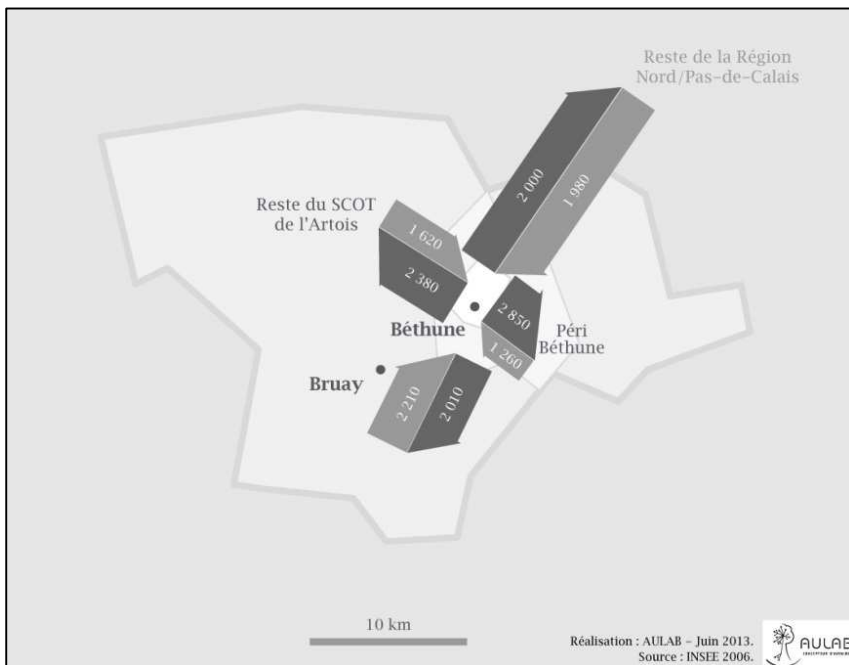 Reste de la Région
Nord/Pas-de-Calais
2 000
1 980
Reste du SCOT
de l'Artois
1 620
2 380
Béthune
2 850
1 260
Péri
Béthune
Bruay
2 210
2 010
10 km
Réalisation : AULAB - Juin 2013.
Source : INSEE 2006.
AULAB